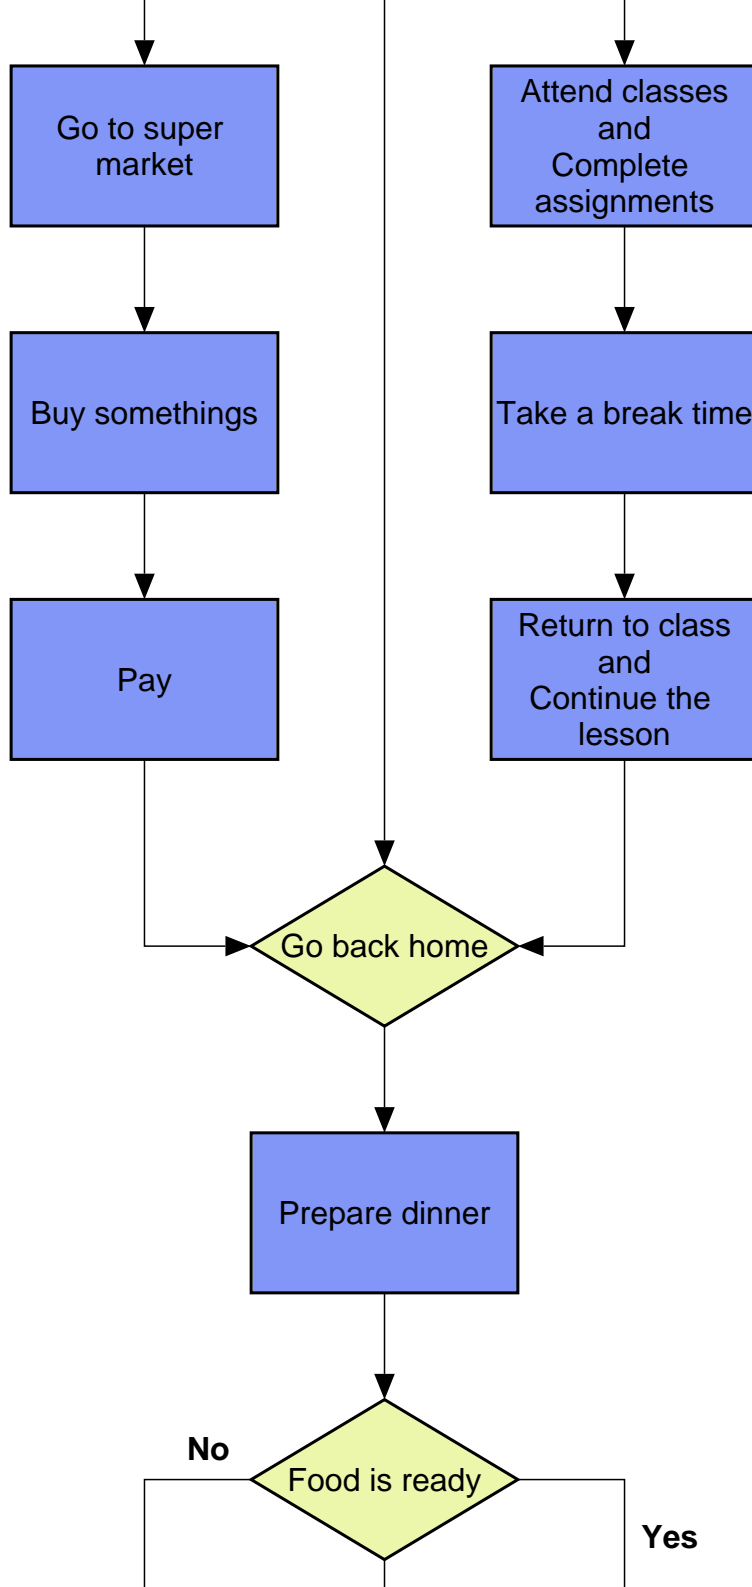 Go to super
market
Attend classes
and
Complete
assignments
Buy somethings
Take a break time
Pay
Return to class
and
Continue the
lesson
Go back home
Prepare dinner
No
Food is ready
Yes